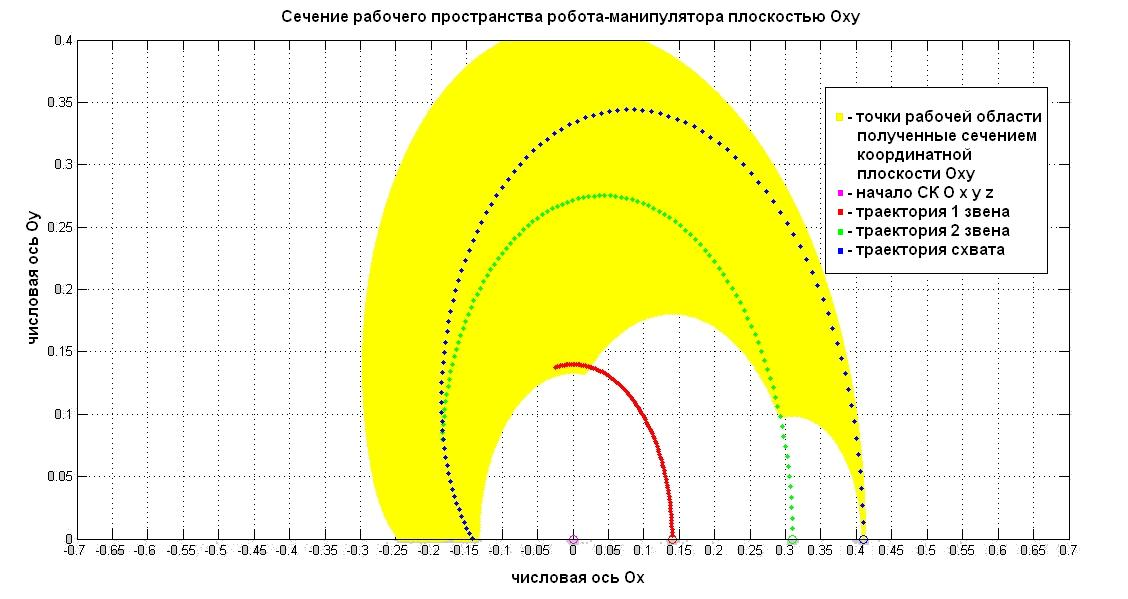 Сечение рабочего пространства робота-манипулятора плоскостью Oxy
0.4
0.35
0.3
0.25
0.2
0.15
0.1
0.05
0
числовая ось Oy
- точки рабочей области
полученные сечением
координатной
плоскости Oxy
- начало СК O x y z
- траектория 1 звена
- траектория 2 звена
- траектория схвата
-0.7 -0.65 -0.6 -0.55 -0.5 -0.45 -0.4 -0.35 -0.3 -0.25 -0.2 -0.15 -0.1 -0.05 0 0.05 0.1 0.15 0.2 0.25 0.3 0.35 0.4 0.45 0.5 0.55 0.6 0.65 0.7
числовая ось Ox